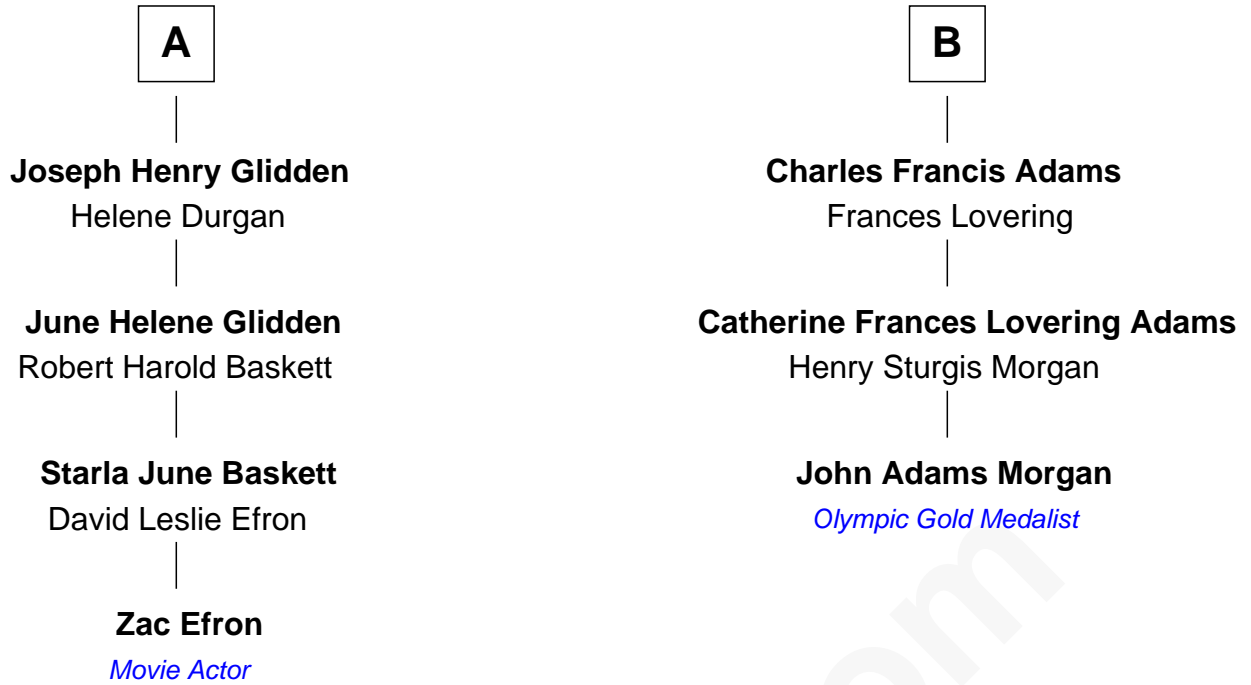 A
Joseph Henry Glidden
Helene Durgan
June Helene Glidden
Robert Harold Baskett
Starla June Baskett
David Leslie Efron
Zac Efron
Movie Actor
B
Charles Francis Adams
Frances Lovering
Catherine Frances Lovering Adams
Henry Sturgis Morgan
John Adams Morgan
Olympic Gold Medalist